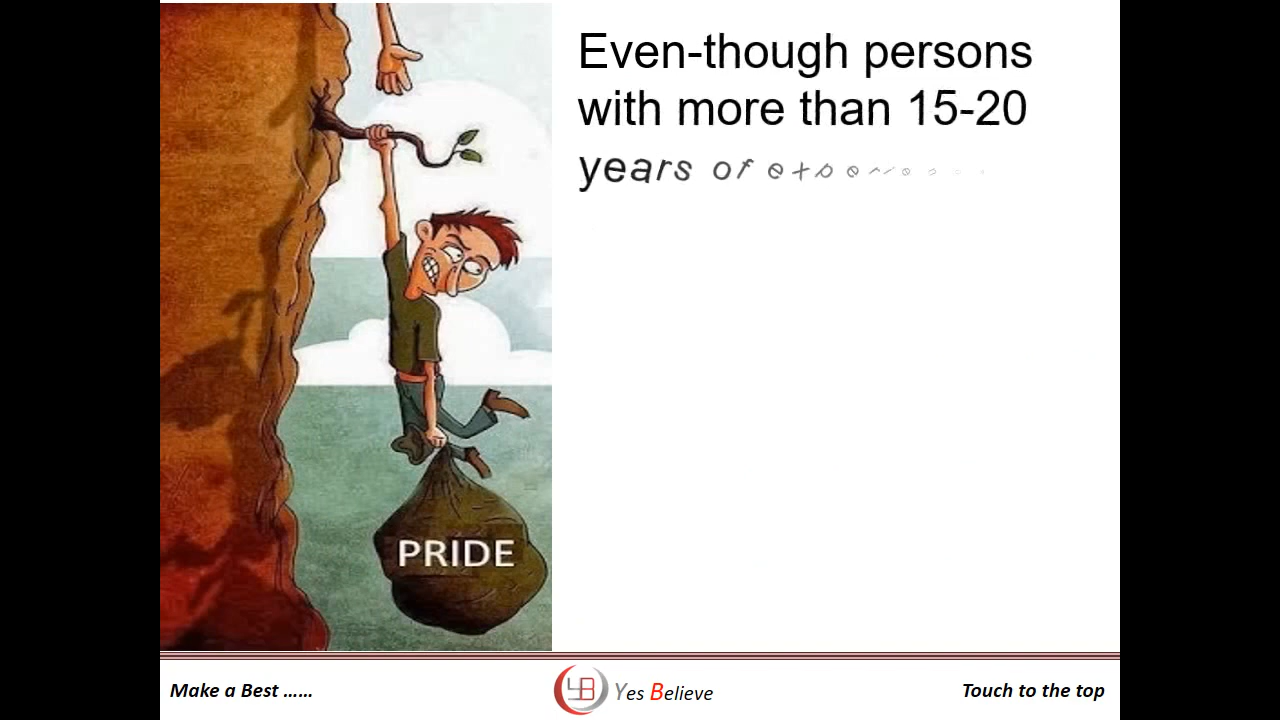 Even-though persons
with more than 15-20
years of
PRIDE
Make a Best ......
YB Yes Believe
Touch to the top